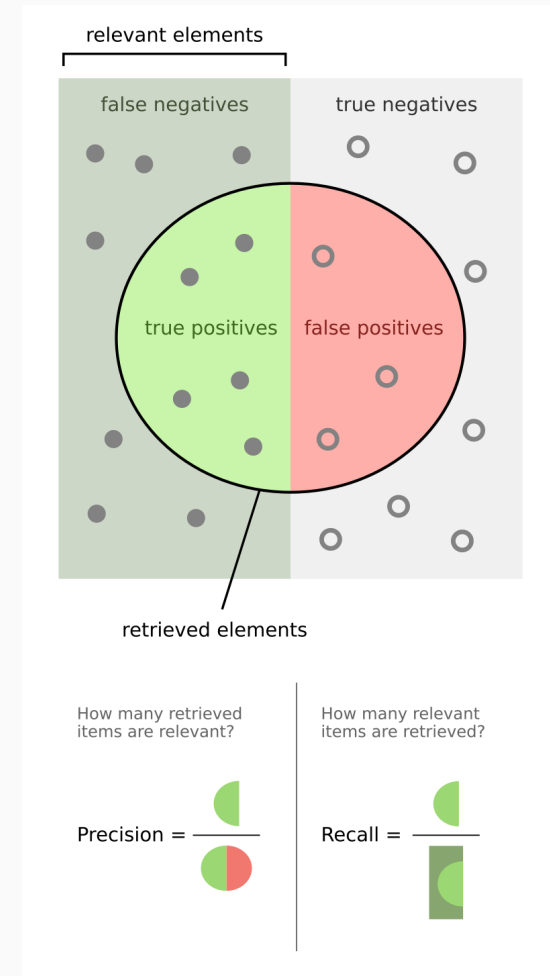 relevant elements
false negatives
true negatives
true positives
false positives
retrieved elements
How many retrieved
items are relevant?
Precision =
How many relevant
items are retrieved?
Recall =